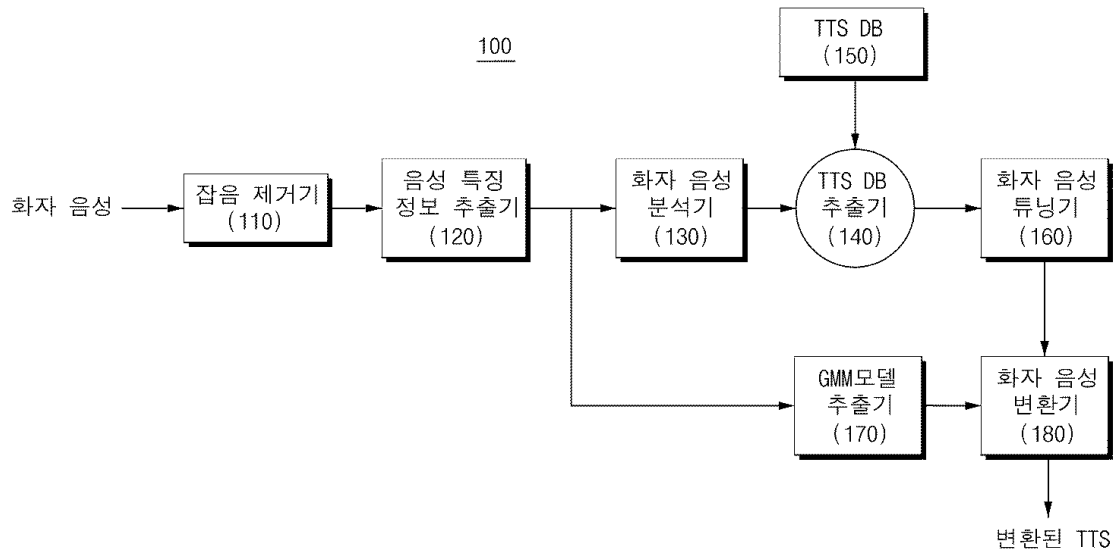 100
TTS DB
(150)
화자 음성
잡음 제거기
(110)
음성 특징
정보 추출기
(120)
화자 음성
분석기
(130)
TTS DB
추출기
(140)
화자 음성
튜닝기
(160)
GMM모델
추출기
(170)
화자 음성
변환기
(180)
변환된 TTS